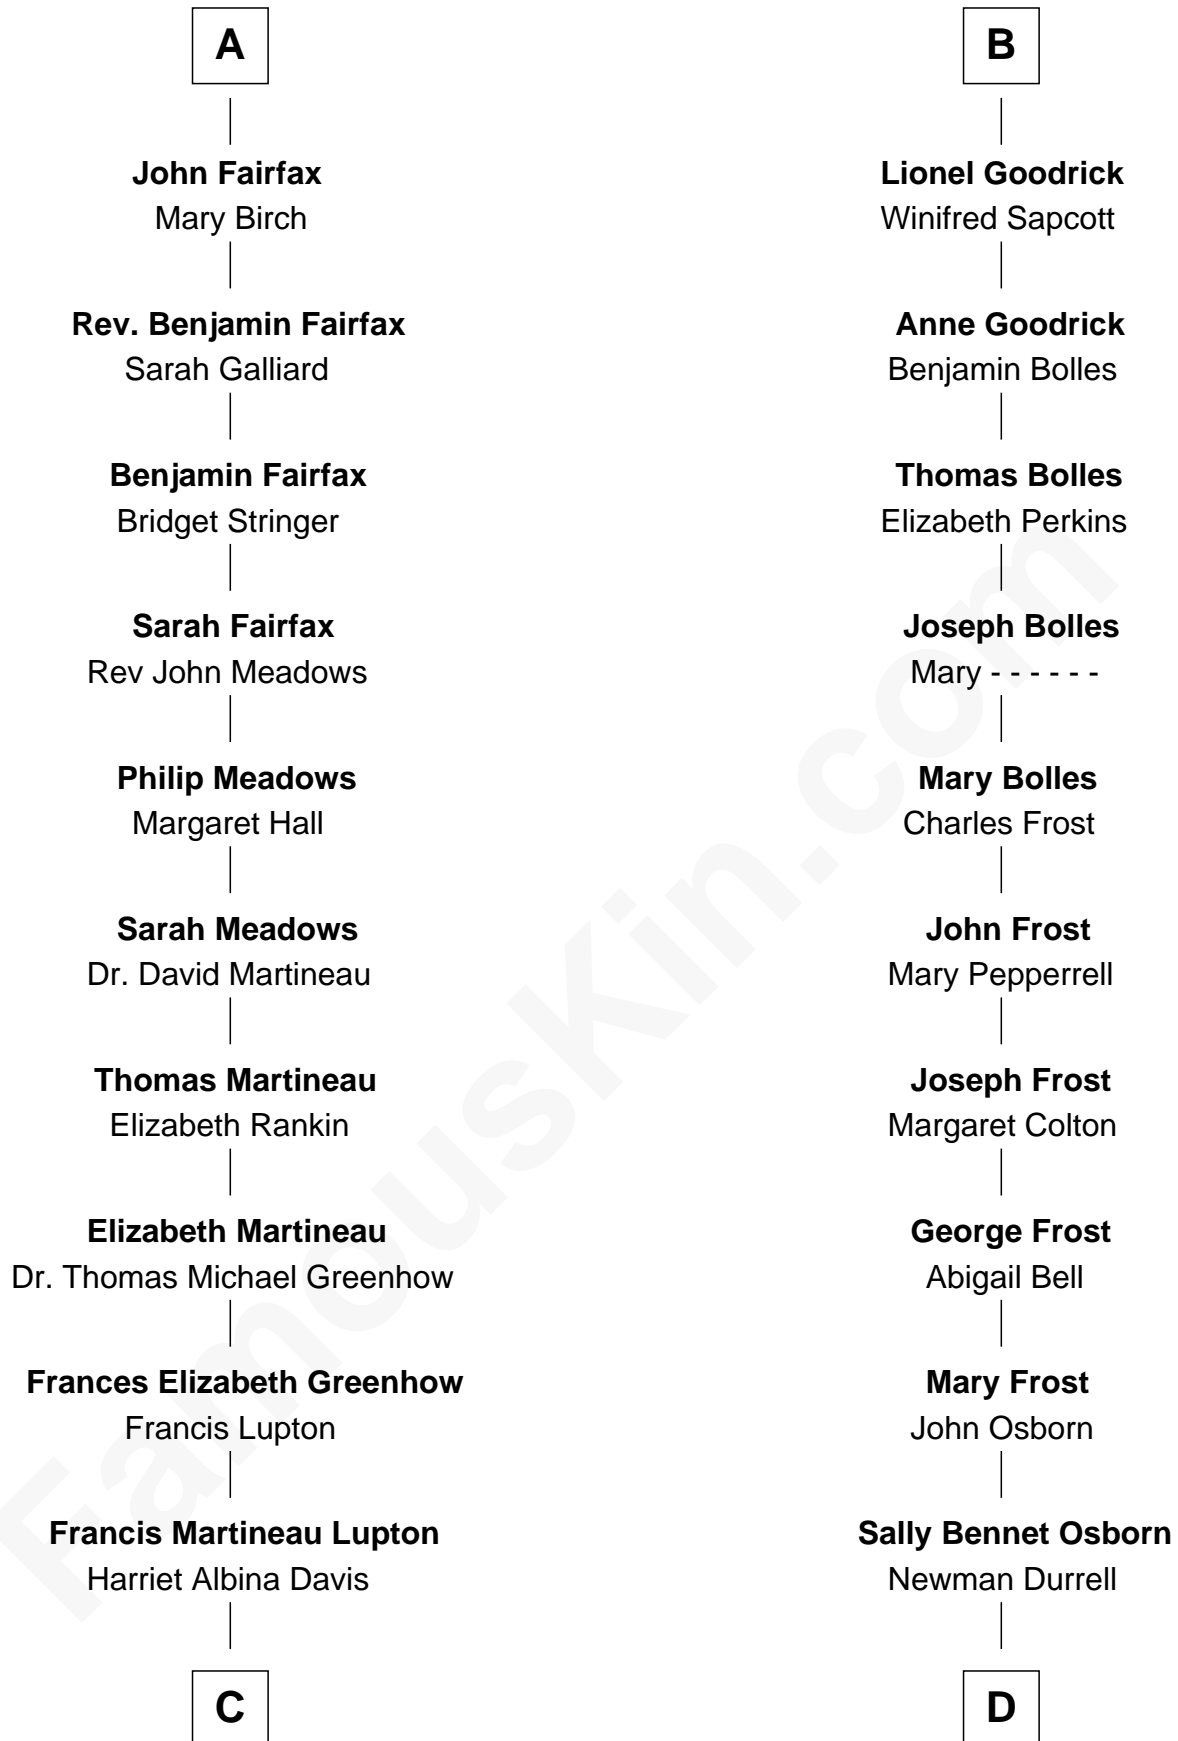 A
John Fairfax
Mary Birch
Rev. Benjamin Fairfax
Sarah Galliard
Benjamin Fairfax
Bridget Stringer
Sarah Fairfax
Rev John Meadows
Philip Meadows
Margaret Hall
Sarah Meadows
Dr. David Martineau
Thomas Martineau
Elizabeth Rankin
Elizabeth Martineau
Dr. Thomas Michael Greenhow
Frances Elizabeth Greenhow
Francis Lupton
Francis Martineau Lupton
Harriet Albina Davis
C
B
Lionel Goodrick
Winifred Sapcott
Anne Goodrick
Benjamin Bolles
Thomas Bolles
Elizabeth Perkins
Joseph Bolles
Mary - - - - - -
Mary Bolles
Charles Frost
John Frost
Mary Pepperrell
Joseph Frost
Margaret Colton
George Frost
Abigail Bell
Mary Frost
John Osborn
Sally Bennet Osborn
Newman Durrell
D
FamousKin.com